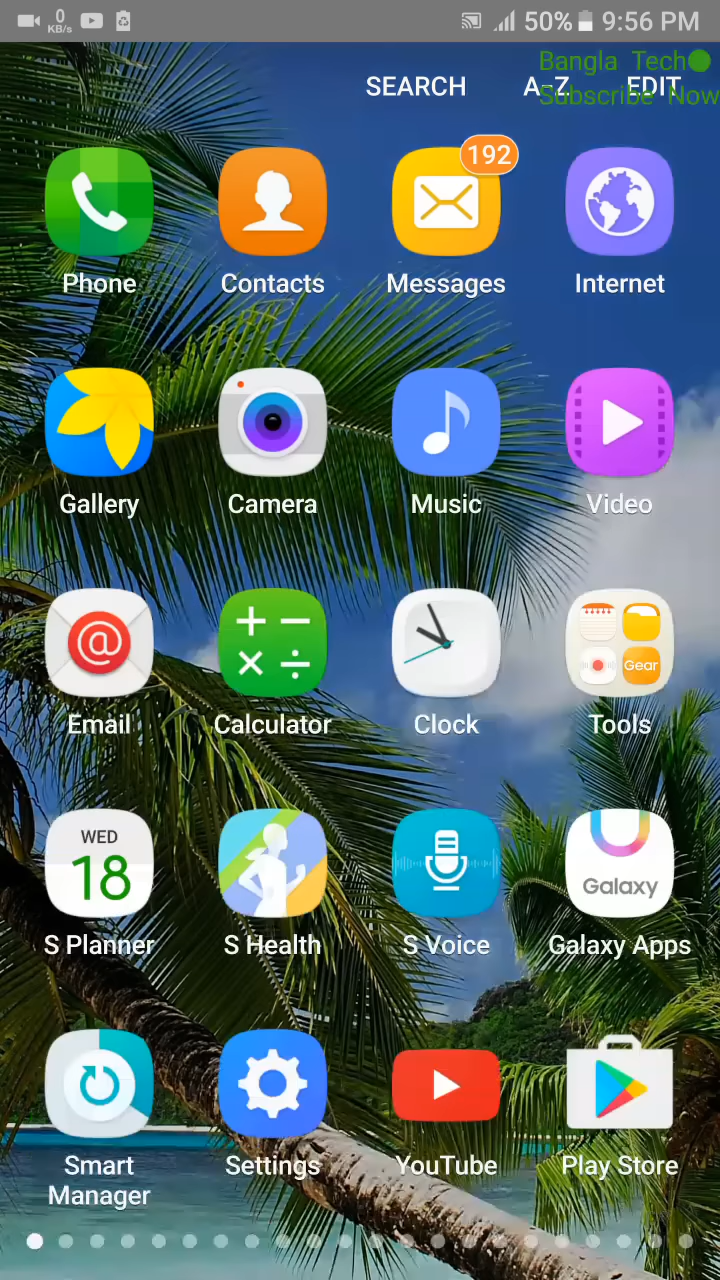 0
KB/s
50% 9:56 PM
Bangla Tech
SEARCH A-Z EDIT
Subscribe Now
192
Phone Contacts Messages Internet
Gallery Camera Music Video
@
Gear
Email Calculator Clock Tools
WED
18
Galaxy
S Planner S Health S Voice Galaxy Apps
Smart Manager Settings YouTube Play Store